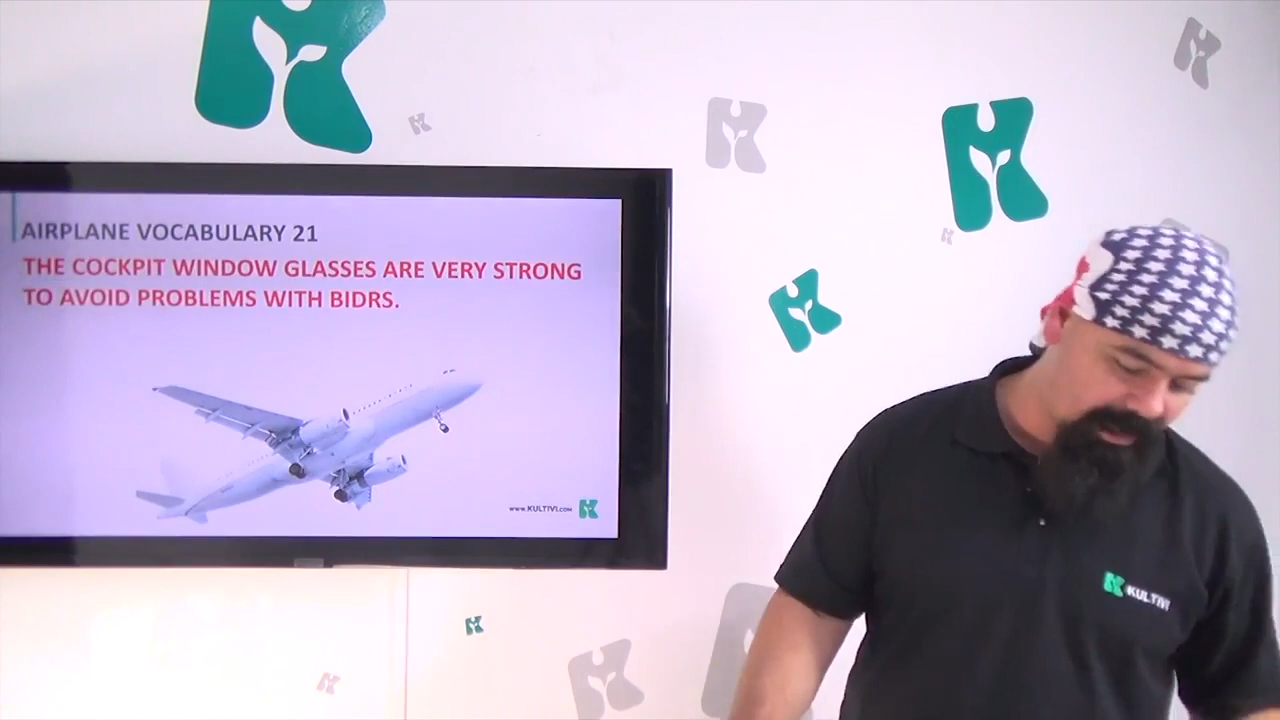 AIRPLANE VOCABULARY 21
THE COCKPIT WINDOW GLASSES ARE VERY STRONG
TO AVOID PROBLEMS WITH BIDRS.
www.KULTIVI.COM
KULTIVI